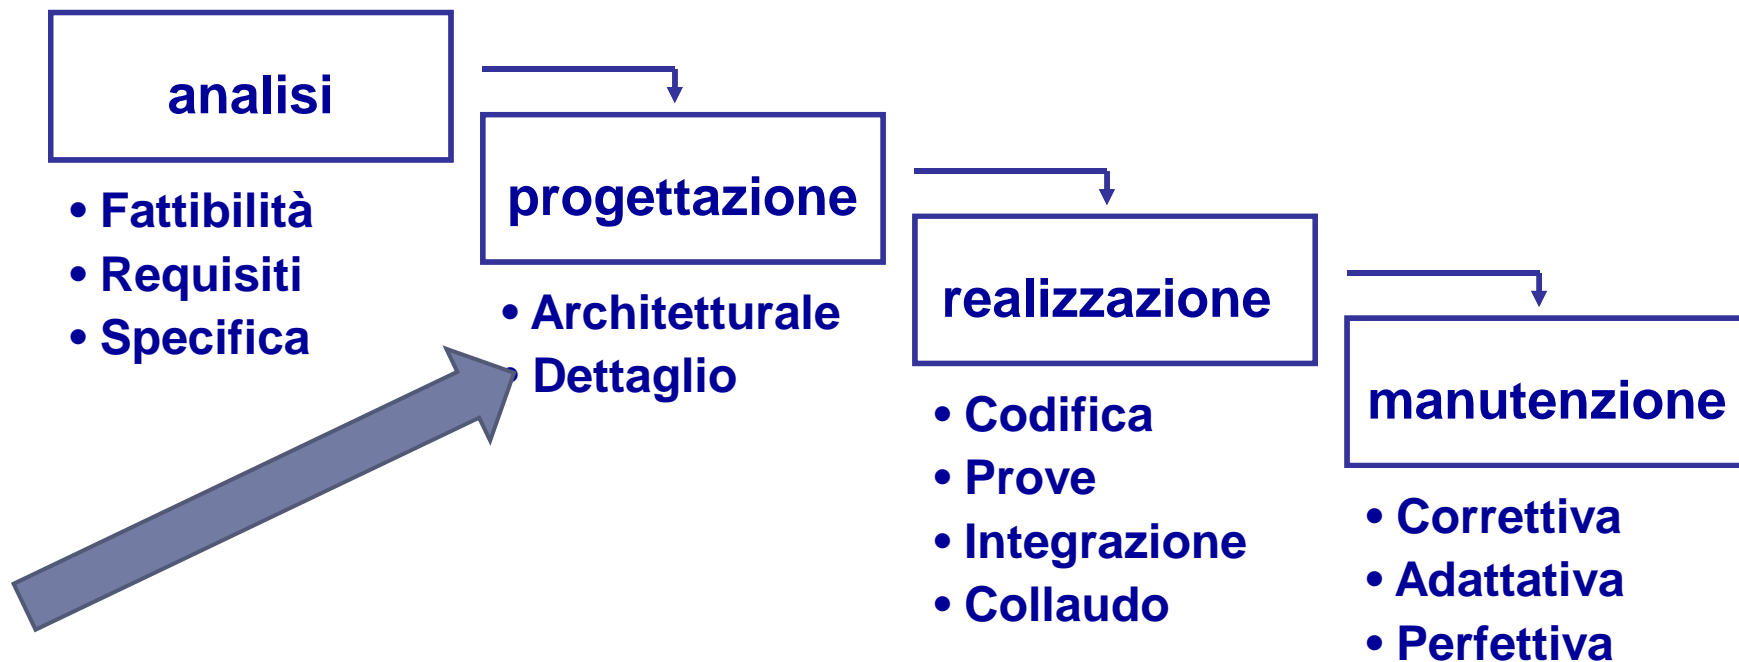 analisi
• Fattibilità
• Requisiti
• Specifica
progettazione
• Architetturale
• Dettaglio
realizzazione
• Codifica
• Prove
• Integrazione
• Collaudo
manutenzione
• Correttiva
• Adattativa
• Perfettiva